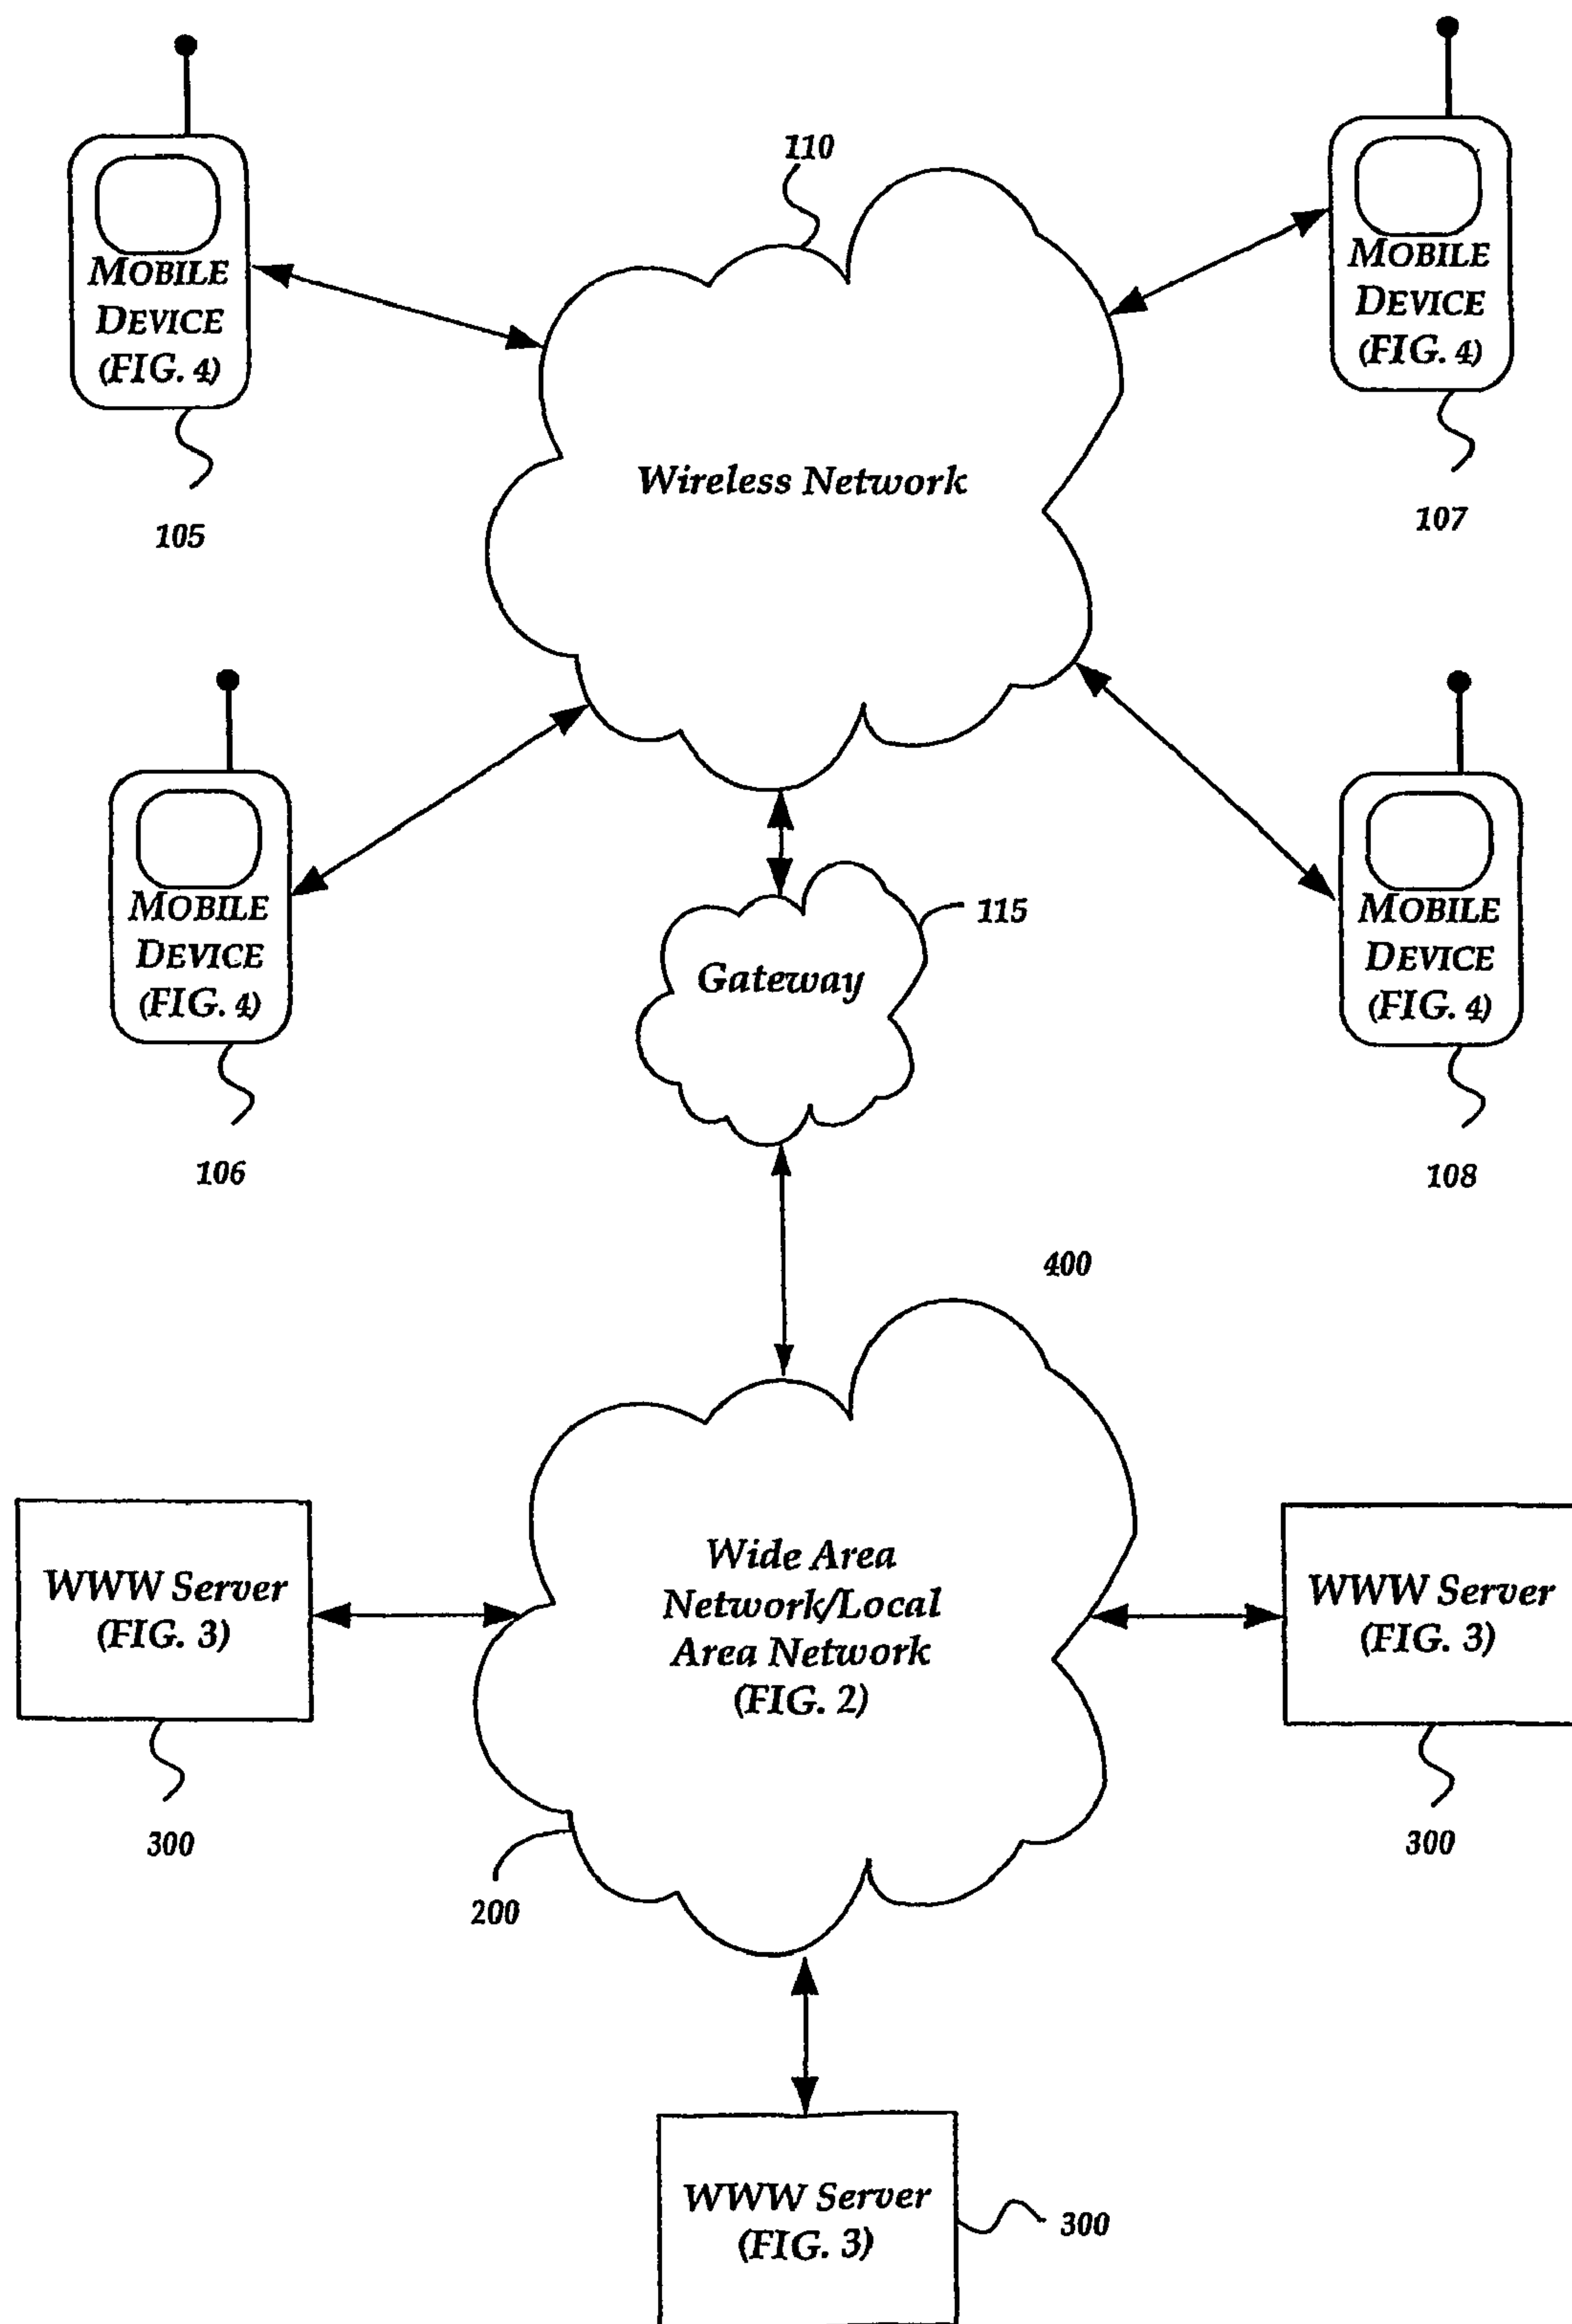 110
MOBILE
DEVICE
(FIG. 4)
105
MOBILE
DEVICE
(FIG. 4)
107
Wireless Network
MOBILE
DEVICE
(FIG. 4)
106
MOBILE
DEVICE
(FIG. 4)
108
115
Gateway
400
Wide Area
Network/Local
Area Network
(FIG. 2)
200
WWW Server
(FIG. 3)
300
WWW Server
(FIG. 3)
300
WWW Server
(FIG. 3)
300